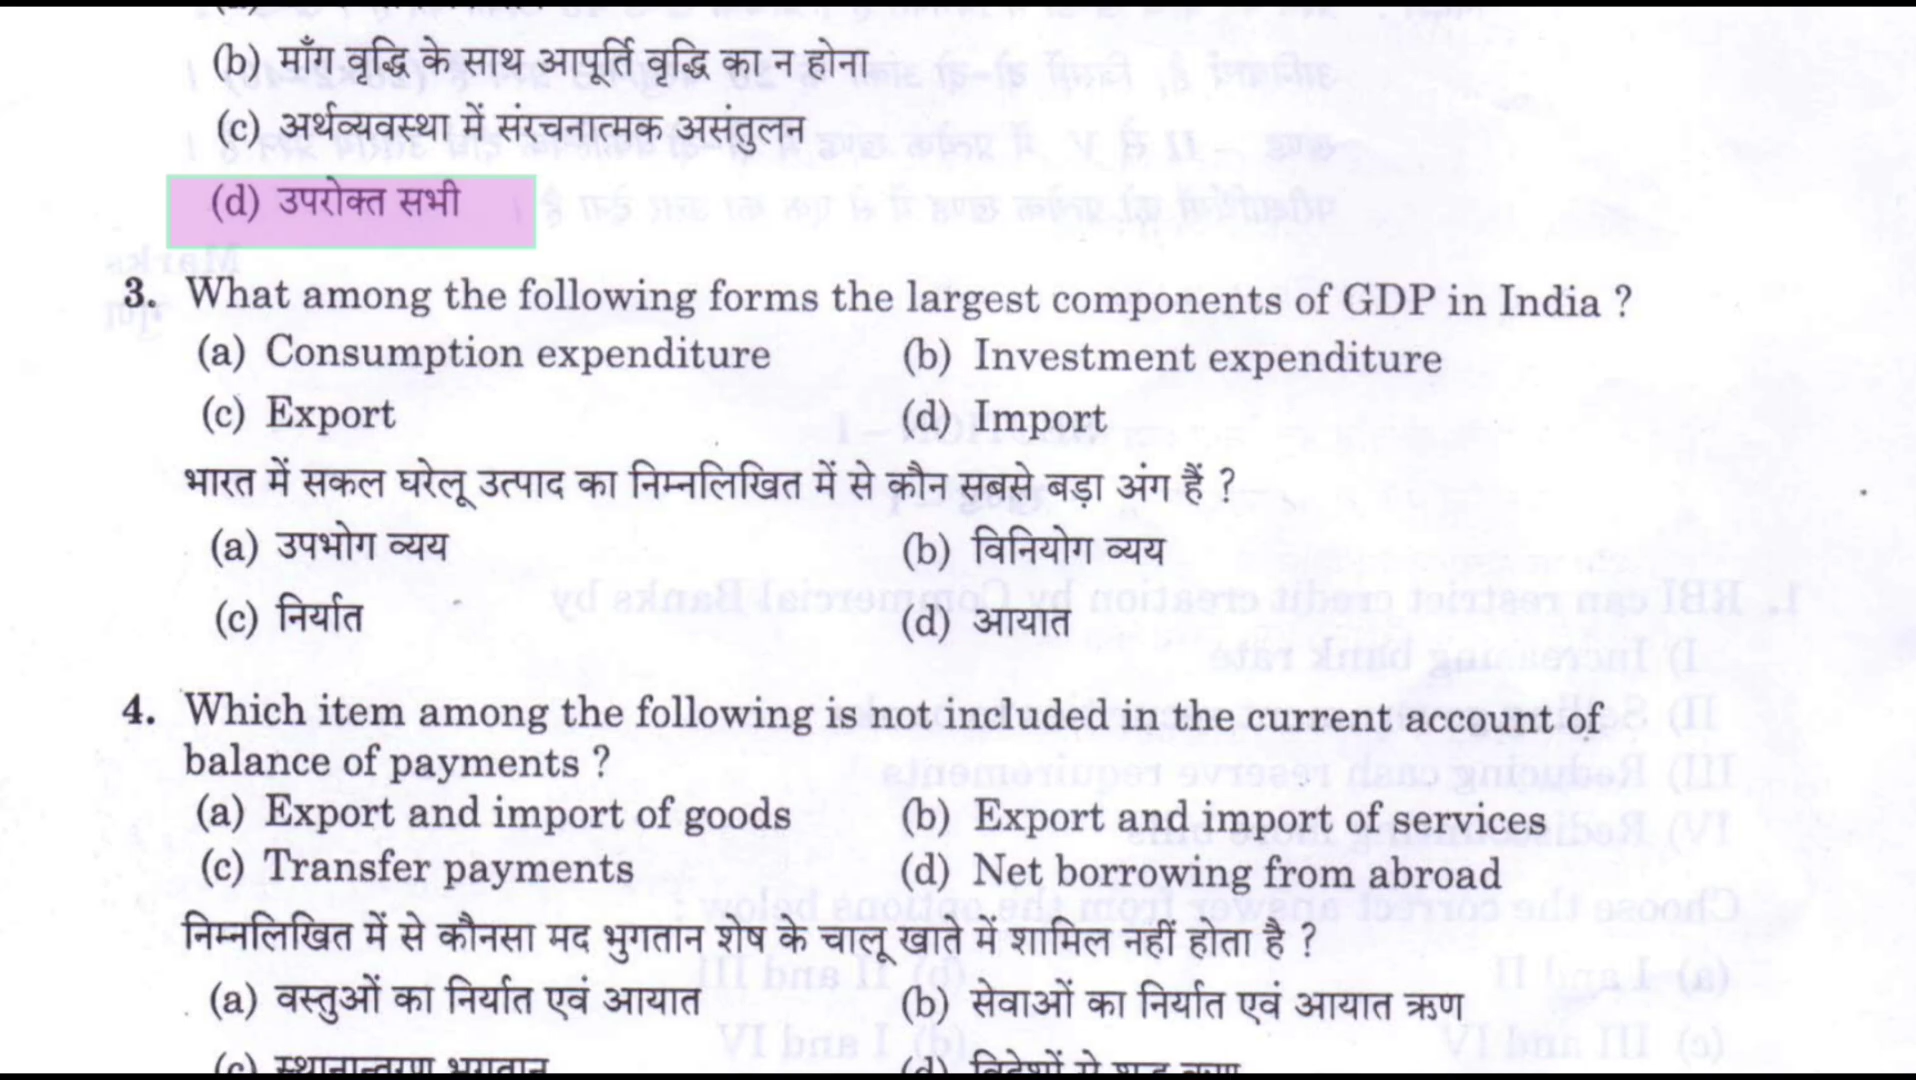 (b) माँग वृद्धि के साथ आपूर्ति वृद्धि का न होना
(c) अर्थव्यवस्था में संरचनात्मक असंतुलन
(d) उपरोक्त सभी
3. What among the following forms the largest components of GDP in India ?
(a) Consumption expenditure (b) Investment expenditure
(c) Export (d) Import
भारत में सकल घरेलू उत्पाद का निम्नलिखित में से कौन सबसे बड़ा अंग हैं ?
(a) उपभोग व्यय (b) विनियोग व्यय
(c) निर्यात (d) आयात
4. Which item among the following is not included in the current account of
balance of payments ?
(a) Export and import of goods (b) Export and import of services
(c) Transfer payments (d) Net borrowing from abroad
निम्नलिखित में से कौनसा मद भुगतान शेष के चालू खाते में शामिल नहीं होता है ?
(a) वस्तुओं का निर्यात एवं आयात (b) सेवाओं का निर्यात एवं आयात ऋण
(c) स्थानान्तरण भुगतान (d) विदेशों से शुद्ध ऋण